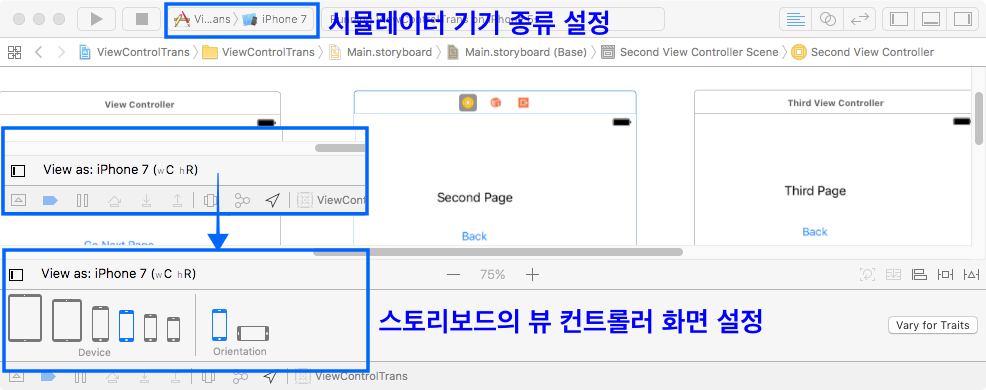 Vi...ans 〉 iPhone 7
시뮬레이터 기기 종류 설정
ViewControlTrans 〉 ViewControlTrans 〉 Main.storyboard 〉 Main.storyboard (Base) 〉 Second View Controller Scene 〉 Second View Controller
View Controller
Third View Controller
View as: iPhone 7 (wC hR)
ViewCont
Second Page
Third Page
Back
Back
Go Next Page
View as: iPhone 7 (wC hR)
75%
스토리보드의 뷰 컨트롤러 화면 설정
Vary for Traits
Device
Orientation
ViewControlTrans